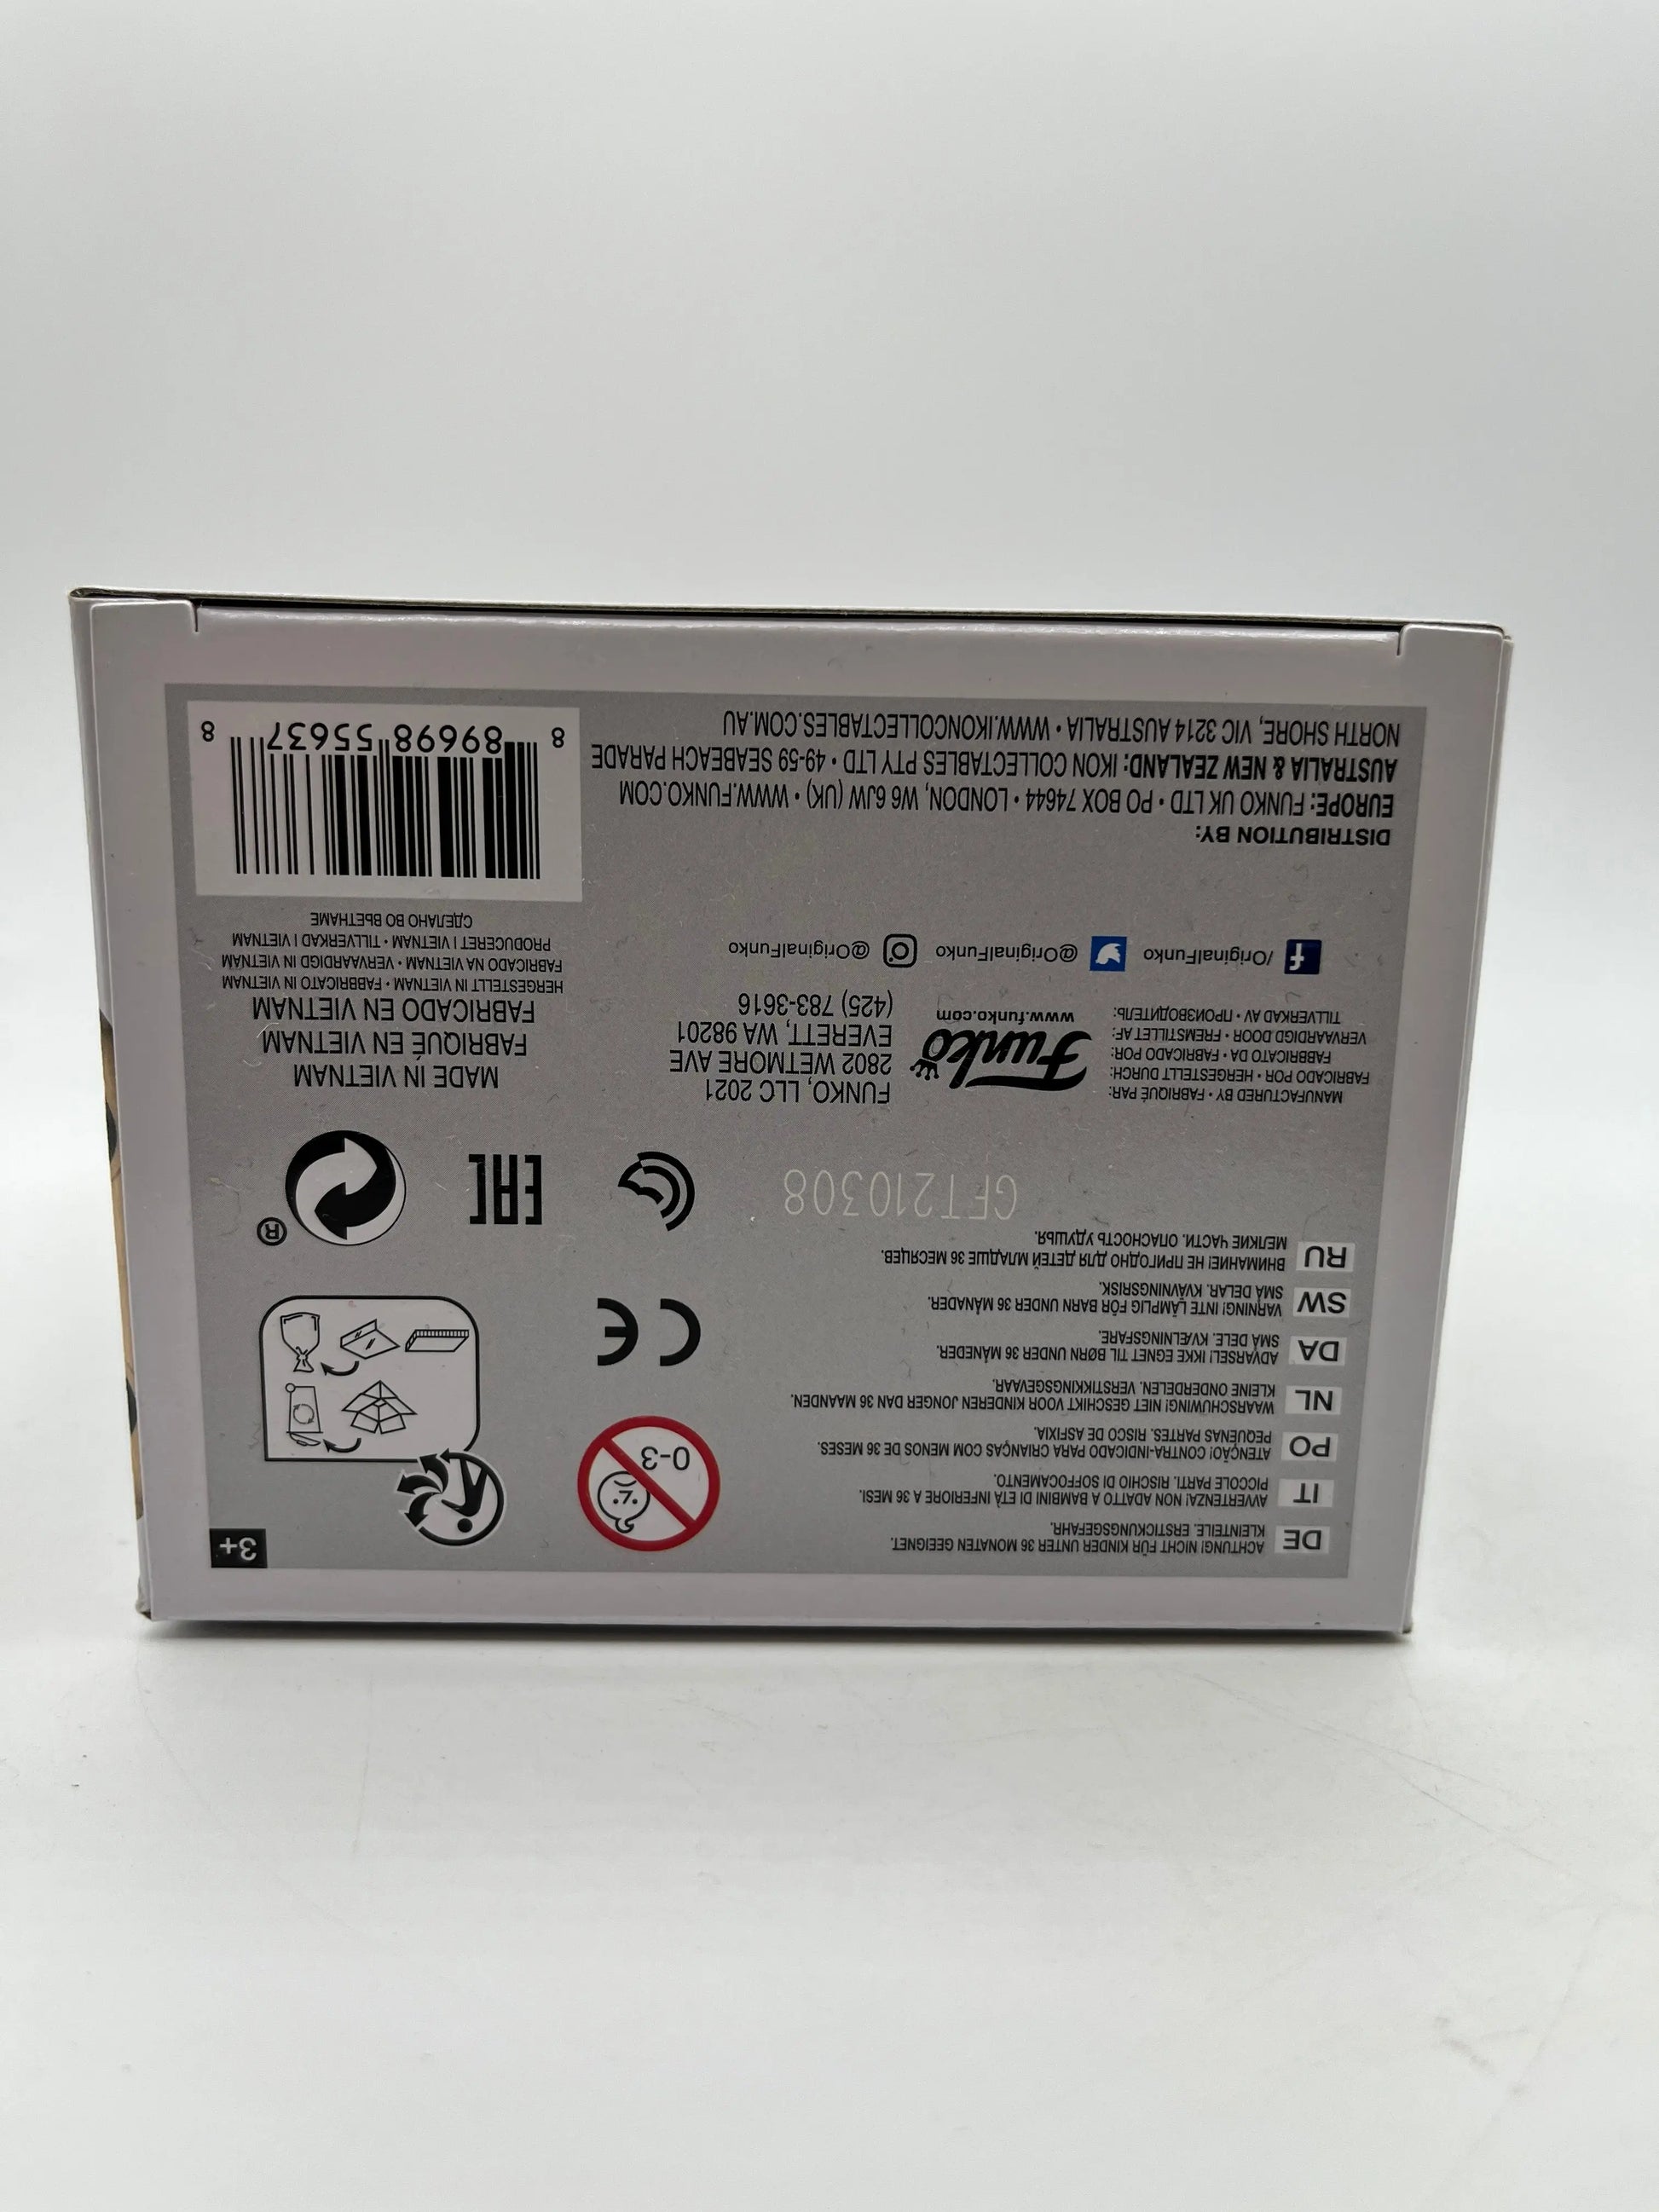 DE
ACHTUNG! NICHT FÜR KINDER UNTER 36 MONATEN GEEIGNET.
KLEINTEILE. ERSTICKUNGSGEFAHR.
IT
AVVERTENZA! NON ADATTO A BAMBINI DI ETÀ INFERIORE A 36 MESI.
PICCOLE PARTI. RISCHIO DI SOFFOCAMENTO.
PO
ATENÇÃO! CONTRA-INDICADO PARA CRIANÇAS COM MENOS DE 36 MESES.
PEQUENAS PARTES. RISCO DE ASFIXIA.
NL
WAARSCHUWING! NIET GESCHIKT VOOR KINDEREN JONGER DAN 36 MAANDEN.
KLEINE ONDERDELEN. VERSTIKKINGSGEVAAR.
DA
ADVARSEL! IKKE EGNET TIL BØRN UNDER 36 MÅNEDER.
SMÅ DELE. KVÆLNINGSFARE.
SW
VARNING! INTE LÄMPLIG FÖR BARN UNDER 36 MÅNADER.
SMÅ DELAR. KVÄVNINGSRISK.
RU
ВНИМАНИЕ! НЕ ПРИГОДНО ДЛЯ ДЕТЕЙ МЛАДШЕ 36 МЕСЯЦЕВ.
МЕЛКИЕ ЧАСТИ. ОПАСНОСТЬ УДУШЬЯ.
0-3
3+
CE
GFT210308
EAC
®
MANUFACTURED BY • FABRIQUÉ PAR:
FABRICADO POR • HERGESTELLT DURCH:
FABBRICATO DA • FABRICADO POR:
VERVAARDIGD DOOR • FREMSTILLET AF:
TILLVERKAD AV • ПРОИЗВОДИТЕЛЬ:
Funko
www.funko.com
FUNKO, LLC 2021
2802 WETMORE AVE
EVERETT, WA 98201
(425) 783-3616
MADE IN VIETNAM
FABRIQUÉ EN VIETNAM
FABRICADO EN VIETNAM
HERGESTELLT IN VIETNAM • FABBRICATO IN VIETNAM
FABRICADO NA VIETNAM • VERVAARDIGD IN VIETNAM
PRODUCERET I VIETNAM • TILLVERKAD I VIETNAM
СДЕЛАНО ВО ВЬЕТНАМЕ
/OriginalFunko
@OriginalFunko
@OriginalFunko
DISTRIBUTION BY:
EUROPE: FUNKO UK LTD • PO BOX 74644 • LONDON, W6 6JW (UK) • WWW.FUNKO.COM
AUSTRALIA & NEW ZEALAND: IKON COLLECTABLES PTY LTD • 49-59 SEABEACH PARADE
NORTH SHORE, VIC 3214 AUSTRALIA • WWW.IKONCOLLECTABLES.COM.AU
8 89698 55637 8